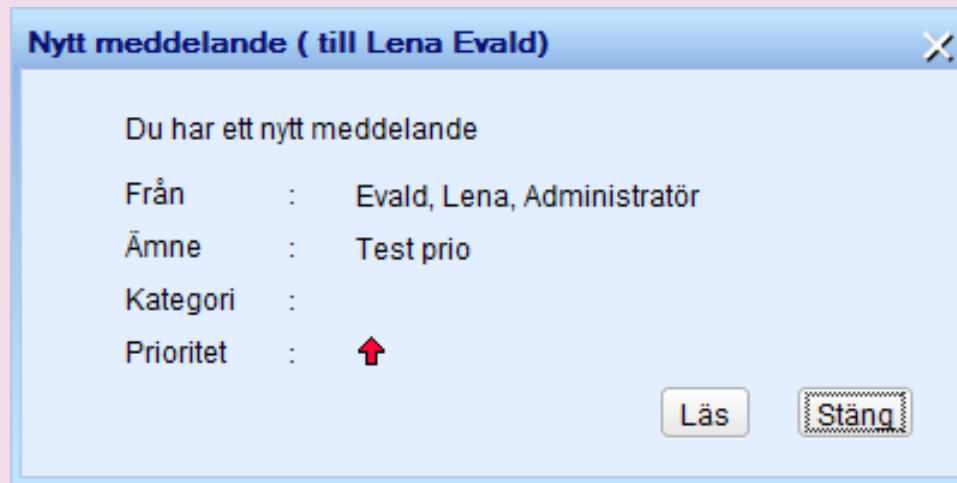 Nytt meddelande ( till Lena Evald)
Du har ett nytt meddelande
Från : Evald, Lena, Administratör
Ämne : Test prio
Kategori :
Prioritet :
Läs Stäng